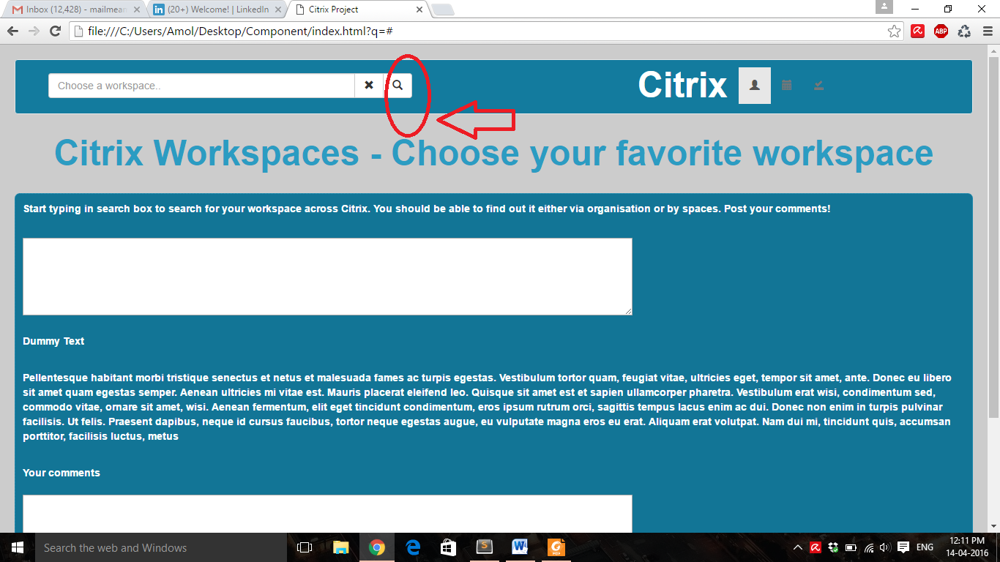 Inbox (12,428) - mailmean
(20+) Welcome! | LinkedIn
Citrix Project
file:///C:/Users/Amol/Desktop/Component/index.html?q=#
ABP
Choose a workspace..
Citrix
Citrix Workspaces - Choose your favorite workspace
Start typing in search box to search for your workspace across Citrix. You should be able to find out it either via organisation or by spaces. Post your comments!
Dummy Text
Pellentesque habitant morbi tristique senectus et netus et malesuada fames ac turpis egestas. Vestibulum tortor quam, feugiat vitae, ultricies eget, tempor sit amet, ante. Donec eu libero
sit amet quam egestas semper. Aenean ultricies mi vitae est. Mauris placerat eleifend leo. Quisque sit amet est et sapien ullamcorper pharetra. Vestibulum erat wisi, condimentum sed,
commodo vitae, ornare sit amet, wisi. Aenean fermentum, elit eget tincidunt condimentum, eros ipsum rutrum orci, sagittis tempus lacus enim ac dui. Donec non enim in turpis pulvinar
facilisis. Ut felis. Praesent dapibus, neque id cursus faucibus, tortor neque egestas augue, eu vulputate magna eros eu erat. Aliquam erat volutpat. Nam dui mi, tincidunt quis, accumsan
porttitor, facilisis luctus, metus
Your comments
Search the web and Windows
ENG
12:11 PM
14-04-2016